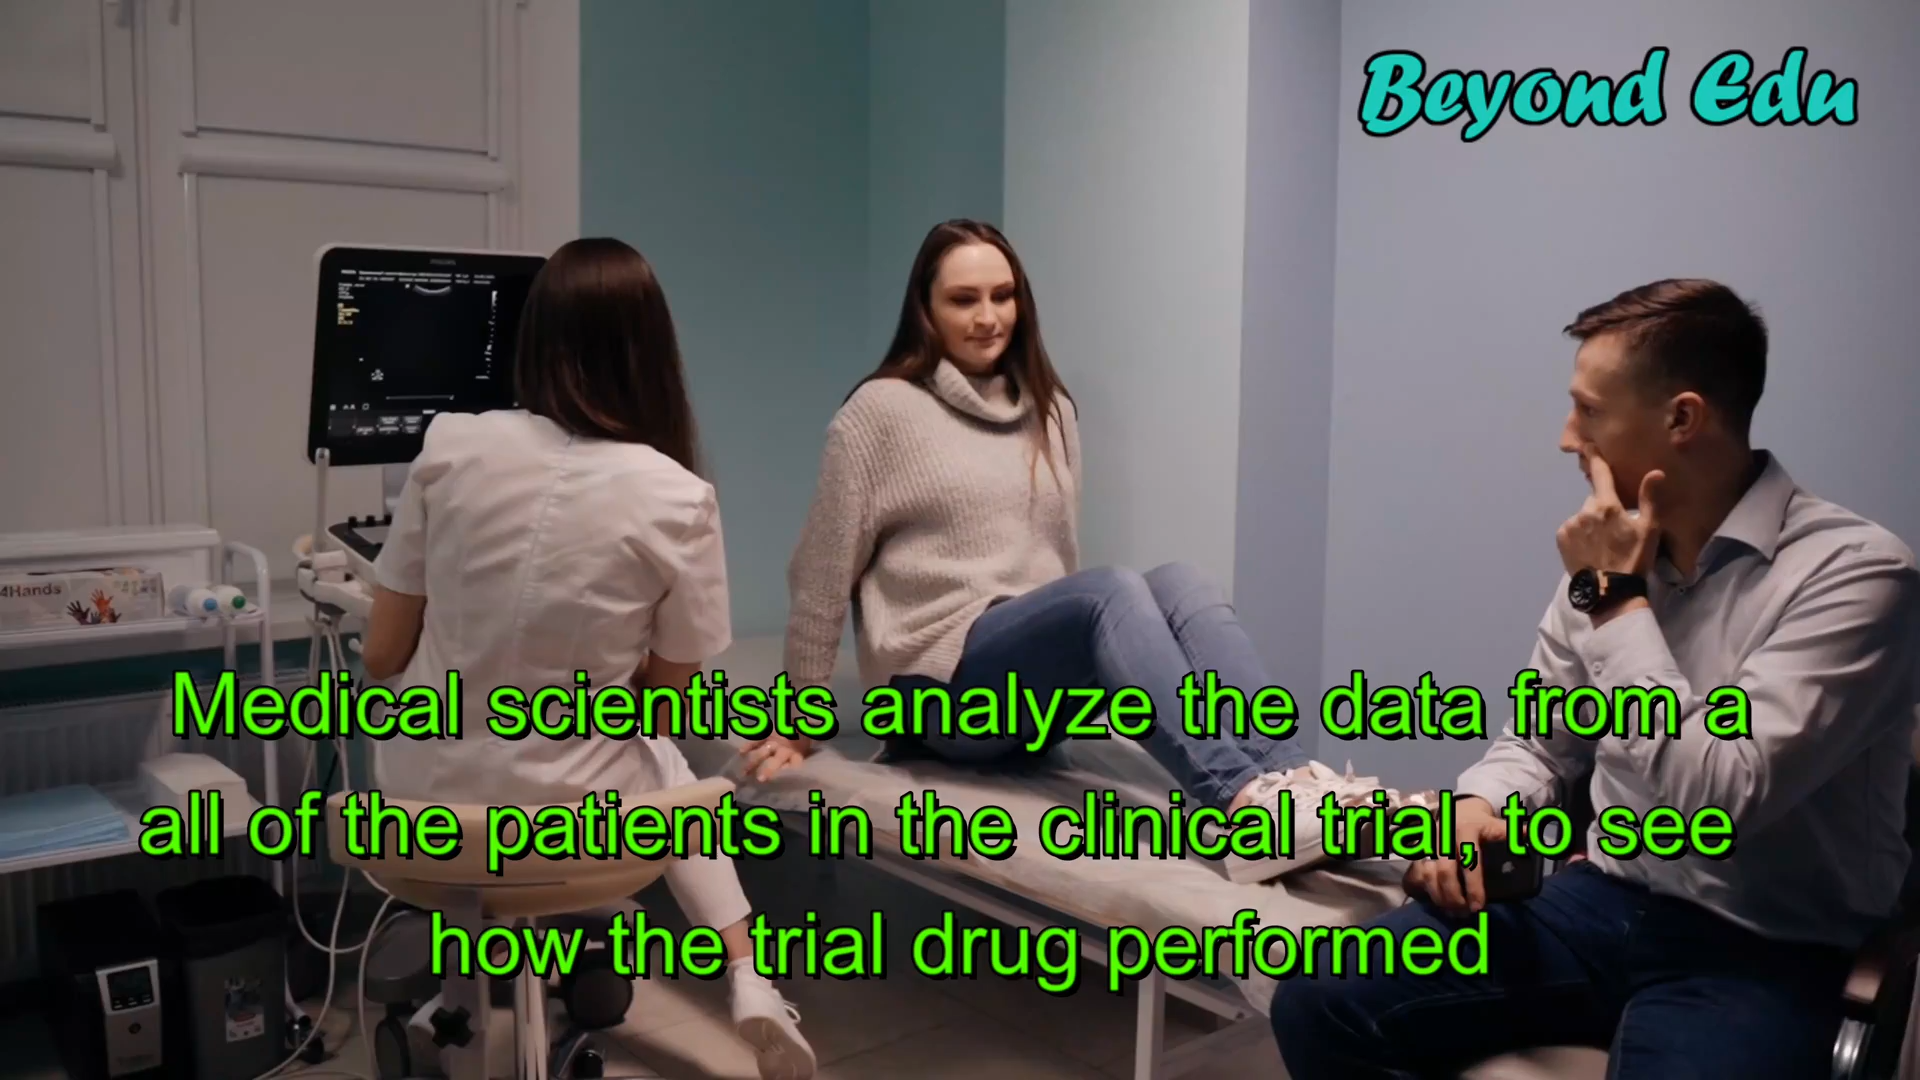 Beyond Edu
4Hands
Medical scientists analyze the data from a
all of the patients in the clinical trial, to see
how the trial drug performed